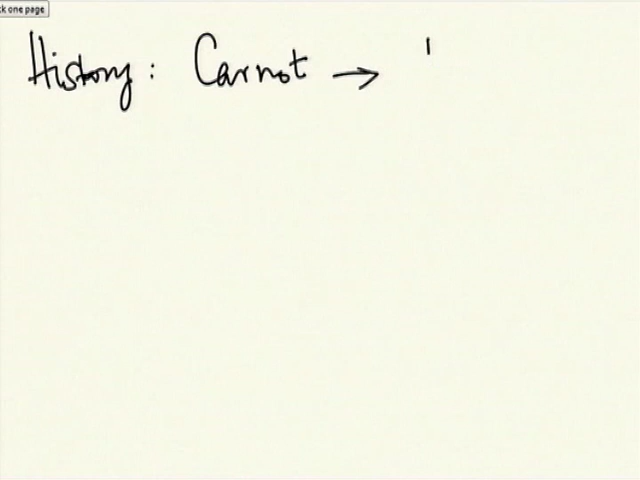 ck one page
History: Carnot →